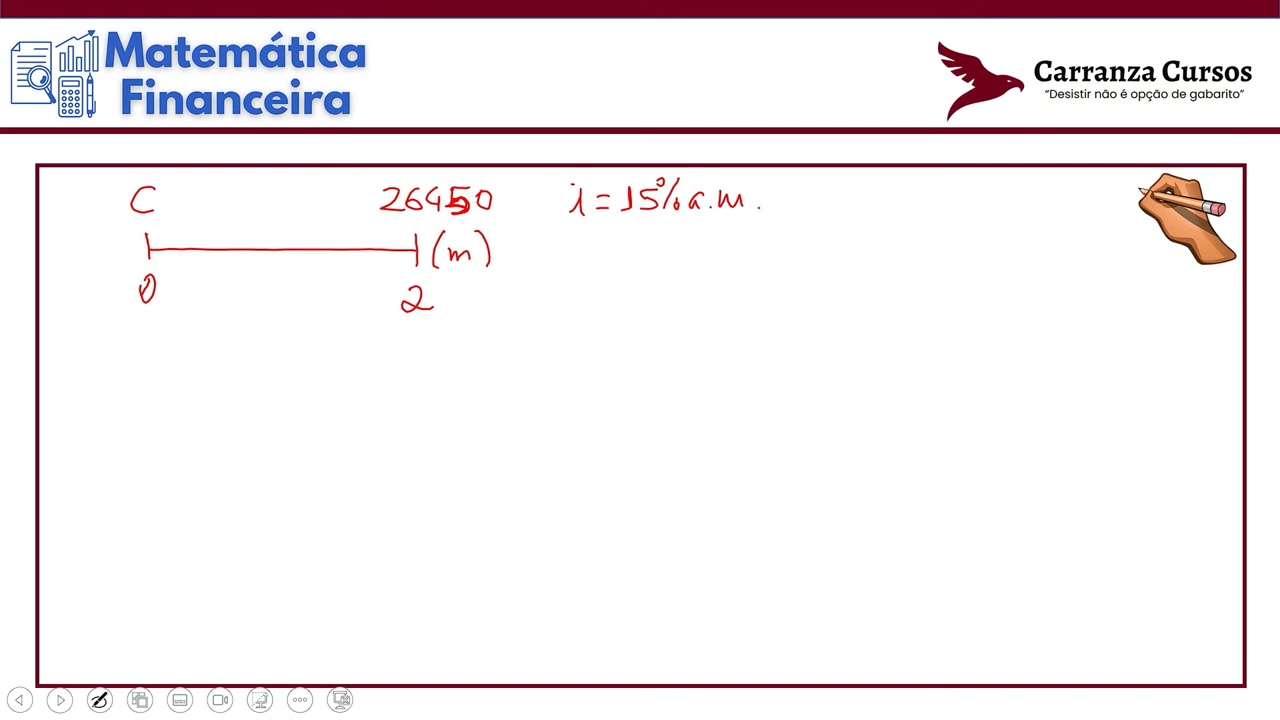 Matemática
Financeira
Carranza Cursos
“Desistir não é opção de gabarito”
C 26450 i = 15% a.m.
(m)
0 2